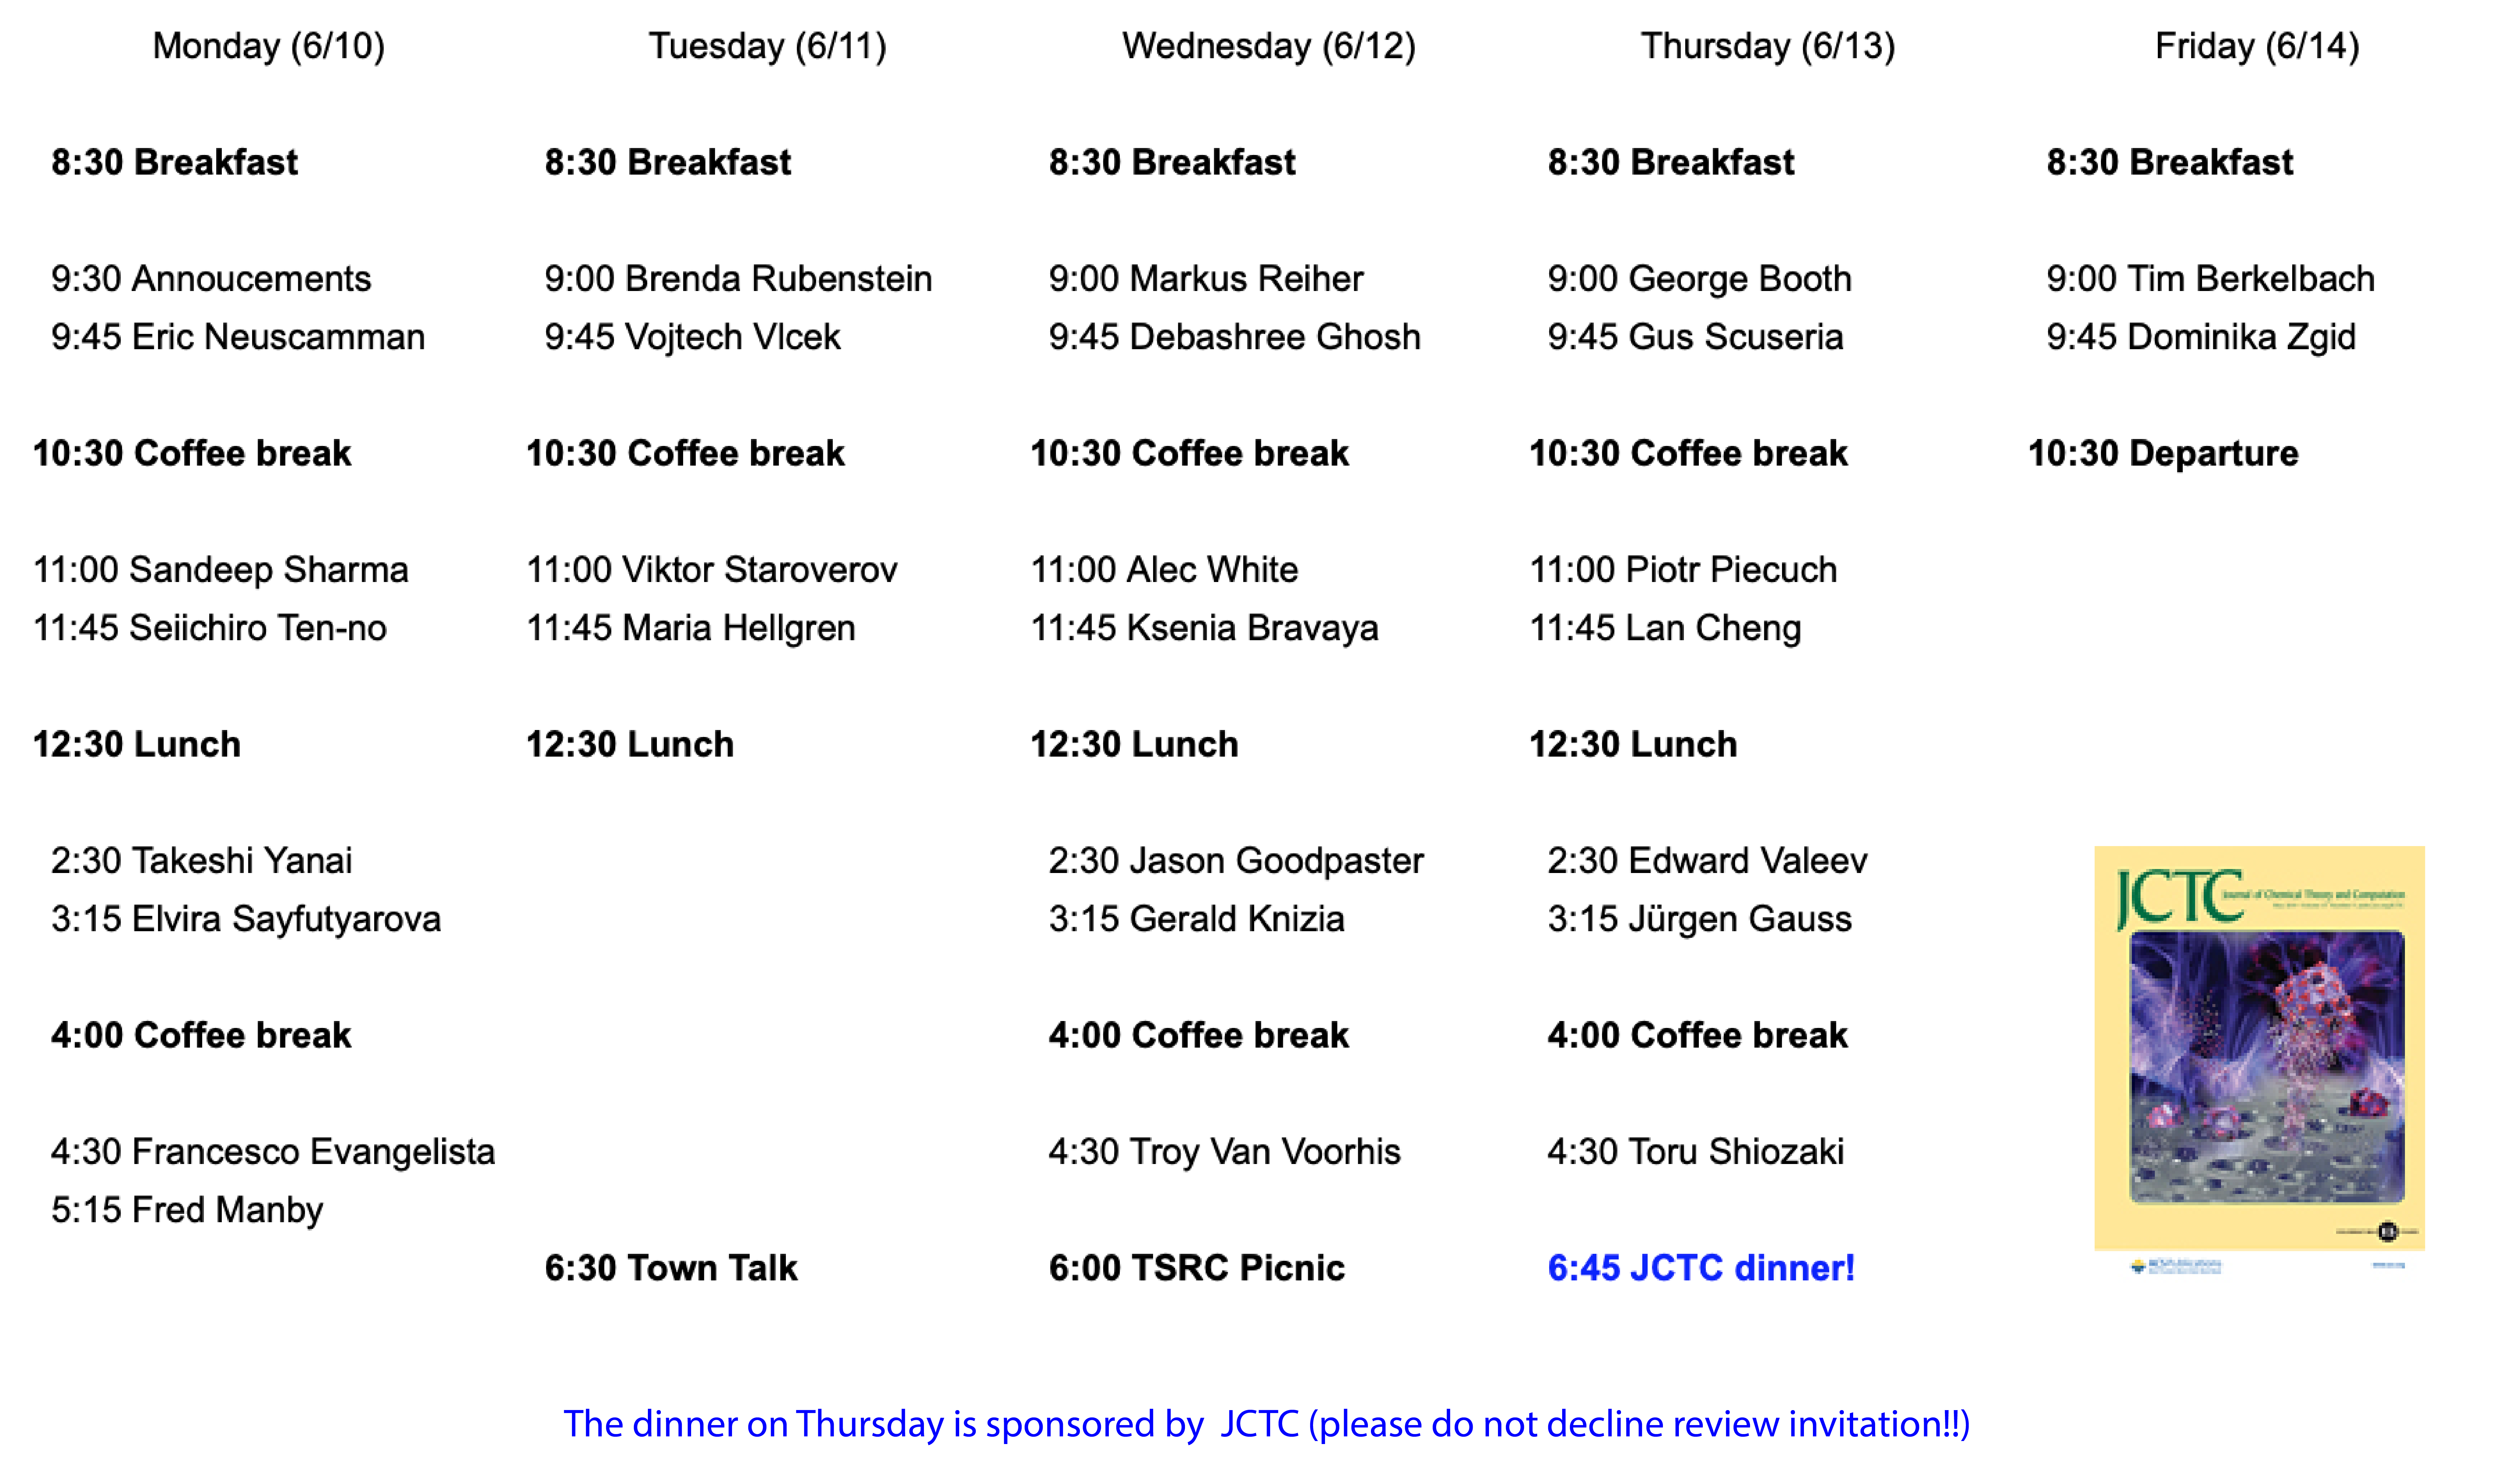 Monday (6/10) Tuesday (6/11) Wednesday (6/12) Thursday (6/13) Friday (6/14)
8:30 Breakfast 8:30 Breakfast 8:30 Breakfast 8:30 Breakfast 8:30 Breakfast
9:30 Annoucements 9:00 Brenda Rubenstein 9:00 Markus Reiher 9:00 George Booth 9:00 Tim Berkelbach
9:45 Eric Neuscamman 9:45 Vojtech Vlcek 9:45 Debashree Ghosh 9:45 Gus Scuseria 9:45 Dominika Zgid
10:30 Coffee break 10:30 Coffee break 10:30 Coffee break 10:30 Coffee break 10:30 Departure
11:00 Sandeep Sharma 11:00 Viktor Staroverov 11:00 Alec White 11:00 Piotr Piecuch
11:45 Seiichiro Ten-no 11:45 Maria Hellgren 11:45 Ksenia Bravaya 11:45 Lan Cheng
12:30 Lunch 12:30 Lunch 12:30 Lunch 12:30 Lunch
2:30 Takeshi Yanai 2:30 Jason Goodpaster 2:30 Edward Valeev
JCTC Journal of Chemical Theory and Computation
3:15 Elvira Sayfutyarova 3:15 Gerald Knizia 3:15 Jürgen Gauss
4:00 Coffee break 4:00 Coffee break 4:00 Coffee break
4:30 Francesco Evangelista 4:30 Troy Van Voorhis 4:30 Toru Shiozaki
5:15 Fred Manby
6:30 Town Talk 6:00 TSRC Picnic 6:45 JCTC dinner!
ACS Publications
The dinner on Thursday is sponsored by JCTC (please do not decline review invitation!!)